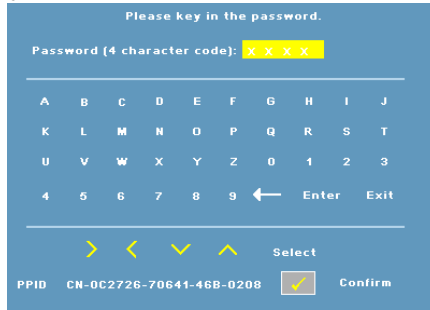 Please key in the password.
Password (4 character code): X X X X
A B C D E F G H I J
K L M N O P Q R S T
U V W X Y Z 0 1 2 3
4 5 6 7 8 9 ← Enter Exit
Select
PPID CN-0C2726-70641-46B-0208 Confirm